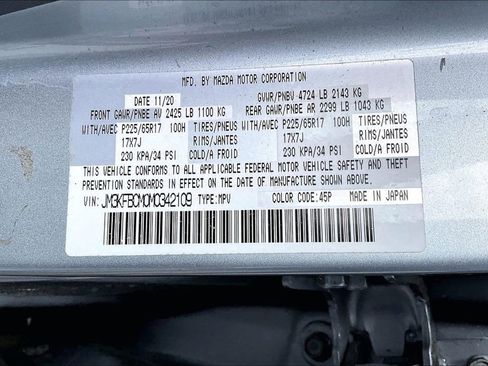 MFD. BY MAZDA MOTOR CORPORATION
DATE 11/20 GVWR/PNBV 4724 LB 2143 KG
FRONT GAWR/PNBE AV 2425 LB 1100 KG REAR GAWR/PNBE AR 2299 LB 1043 KG
WITH/AVEC P225/65R17 100H TIRES/PNEUS WITH/AVEC P225/65R17 100H TIRES/PNEUS
17X7J 17X7J
230 KPA/34 PSI COLD/A FROID 230 KPA/34 PSI COLD/A FROID
THIS VEHICLE CONFORMS TO ALL APPLICABLE FEDERAL MOTOR VEHICLE SAFETY AND THEFT
PREVENTION STANDARDS IN EFFECT ON THE DATE OF MANUFACTURE SHOWN ABOVE.
VIN: JM3KFBCM0M0342109 TYPE:MPV COLOR CODE:45P MADE IN JAPAN